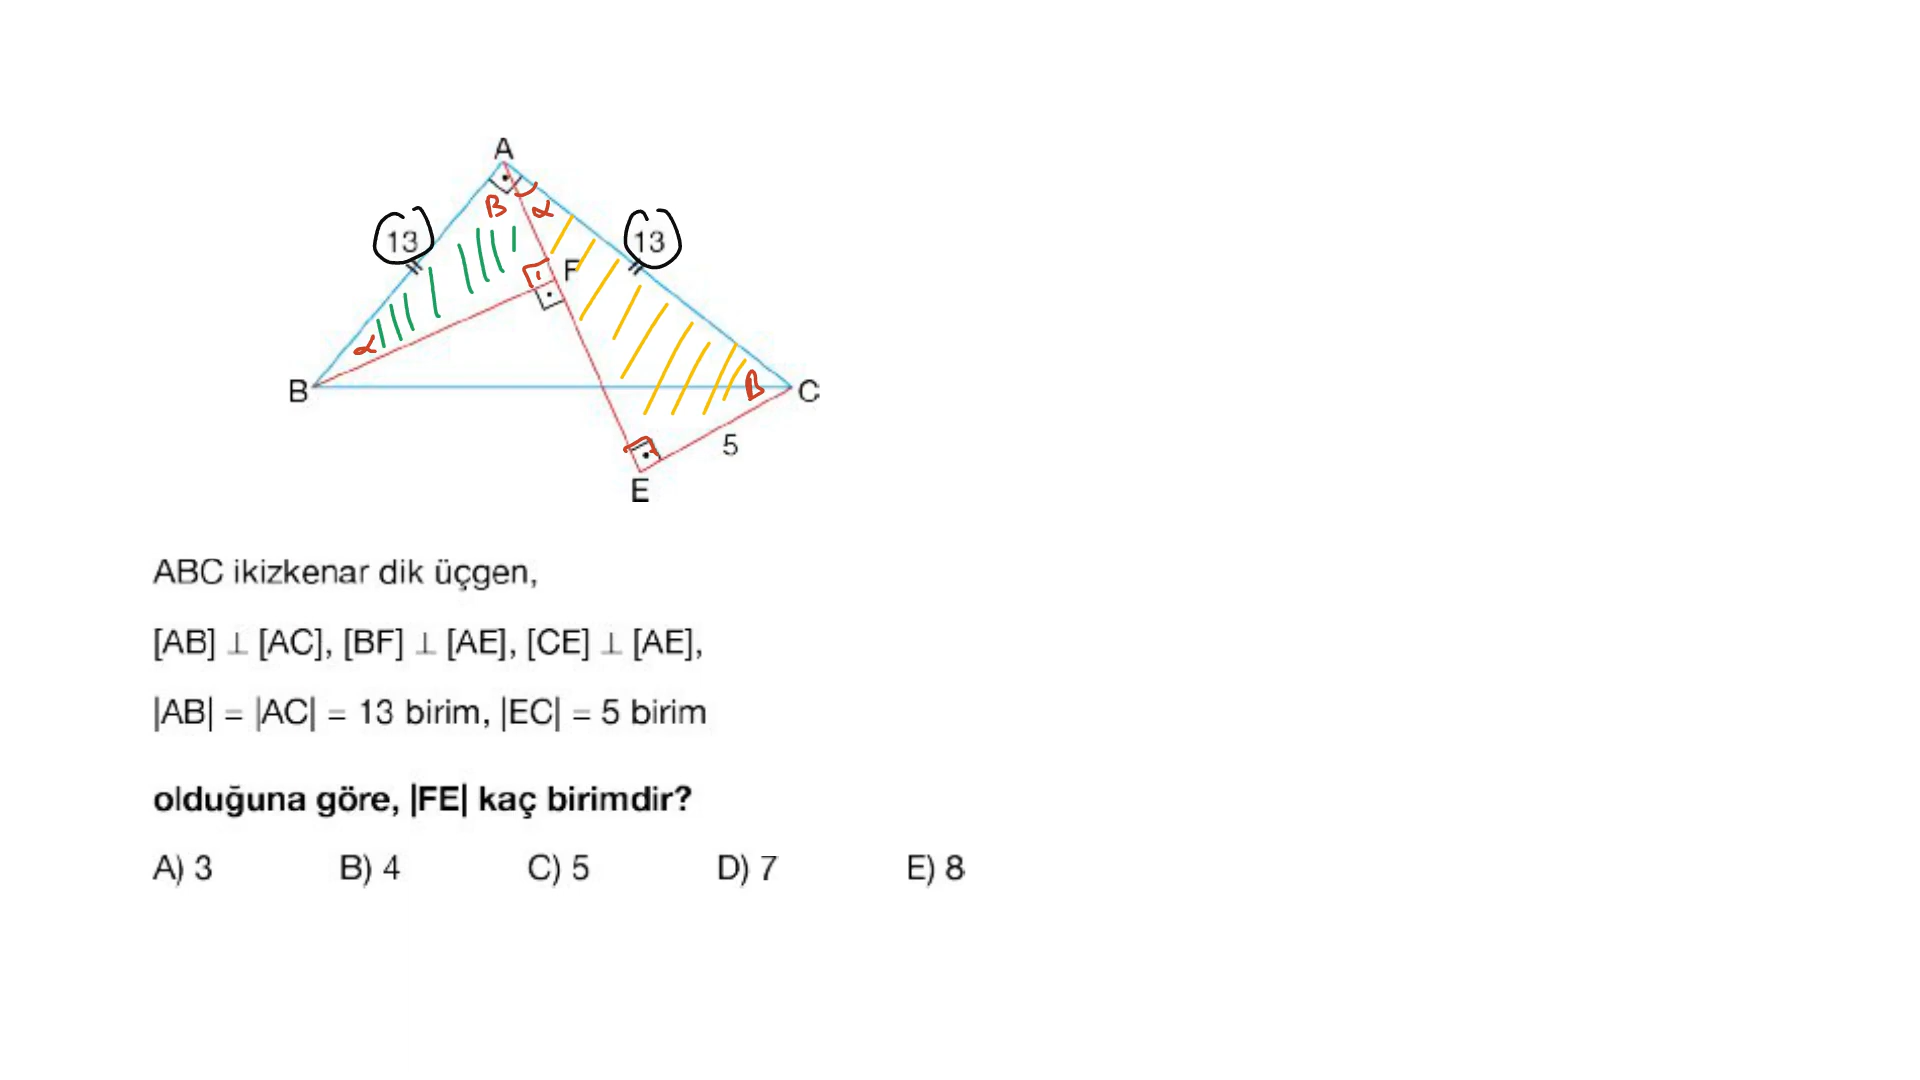 A
13
13
B α
F
α
B
B
C
5
E
ABC ikizkenar dik üçgen,
[AB] ⊥ [AC], [BF] ⊥ [AE], [CE] ⊥ [AE],
|AB| = |AC| = 13 birim, |EC| = 5 birim
olduğuna göre, |FE| kaç birimdir?
A) 3 B) 4 C) 5 D) 7 E) 8